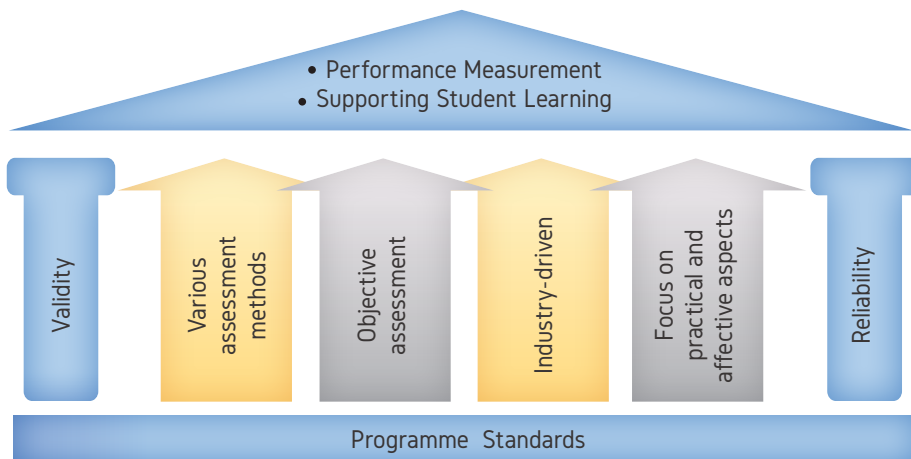 • Performance Measurement
• Supporting Student Learning
Validity
Various
assessment
methods
Objective
assessment
Industry-driven
Focus on
practical and
affective aspects
Reliability
Programme Standards